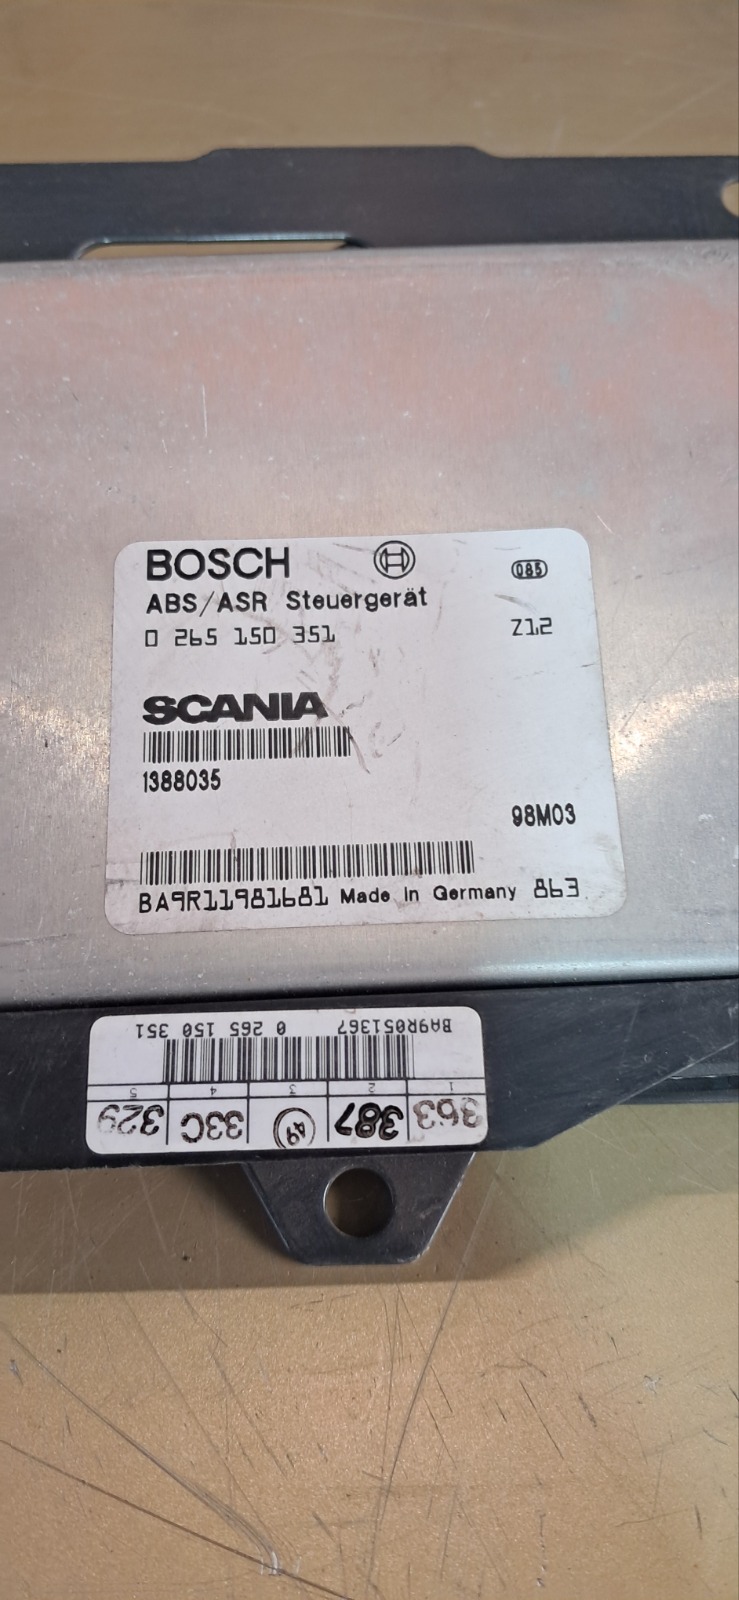 BOSCH
085
ABS/ASR Steuergerät
0 265 150 351 Z12
SCANIA
1388035
98M03
BA9R11981681 Made in Germany 863
BA9R051367 0 265 150 351
1 2 3 4 5
363 387 49 33C 329